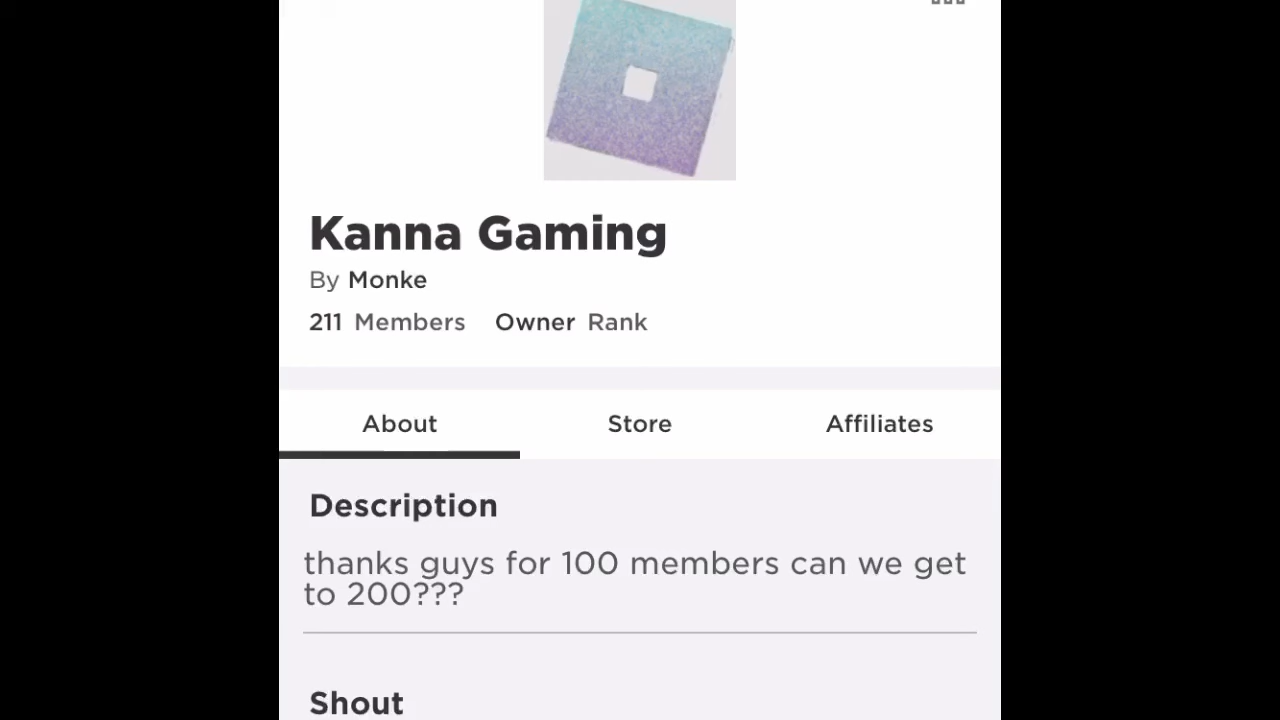 Kanna Gaming
By Monke
211 Members Owner Rank
About Store Affiliates
Description
thanks guys for 100 members can we get
to 200???
Shout